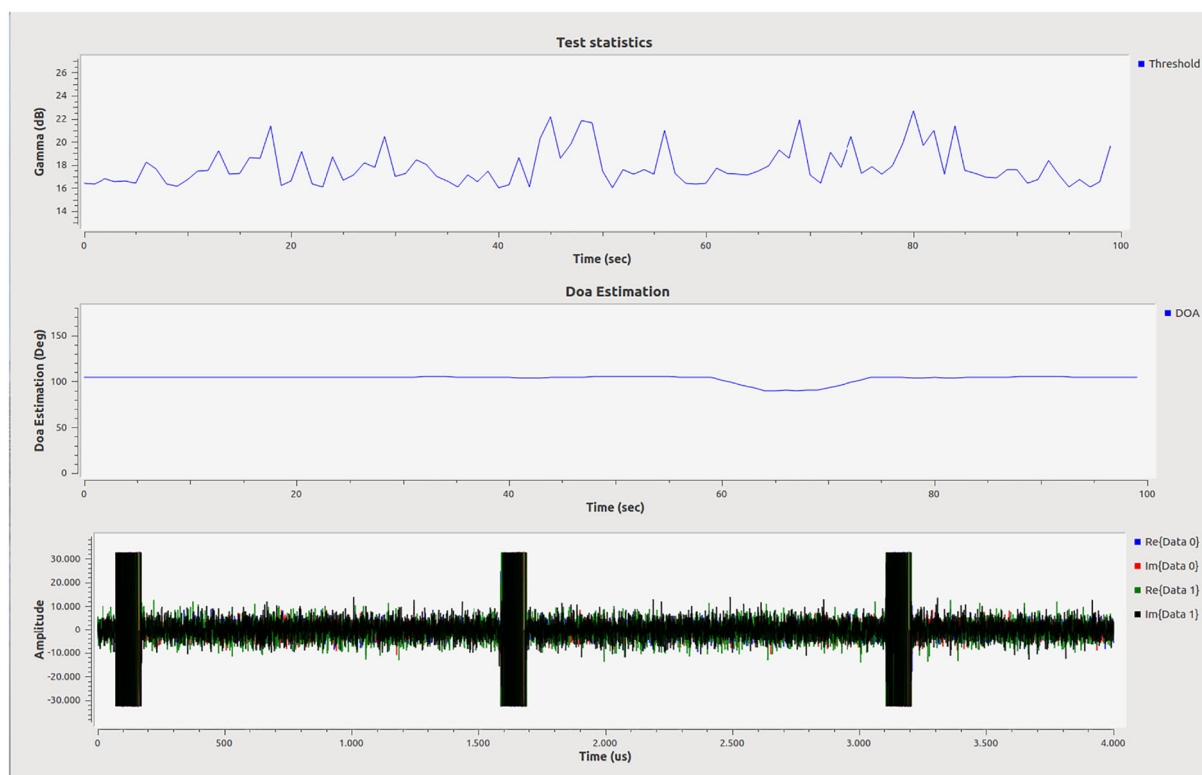 Test statistics
Threshold
26
24
22
20
18
16
14
Gamma (dB)
0
20
40
60
80
100
Time (sec)
Doa Estimation
DOA
150
100
50
0
Doa Estimation (Deg)
0
20
40
60
80
100
Time (sec)
Re{Data 0}
Im{Data 0}
Re{Data 1}
Im{Data 1}
30.000
20.000
10.000
0
-10.000
-20.000
-30.000
Amplitude
0
500
1.000
1.500
2.000
2.500
3.000
3.500
4.000
Time (us)